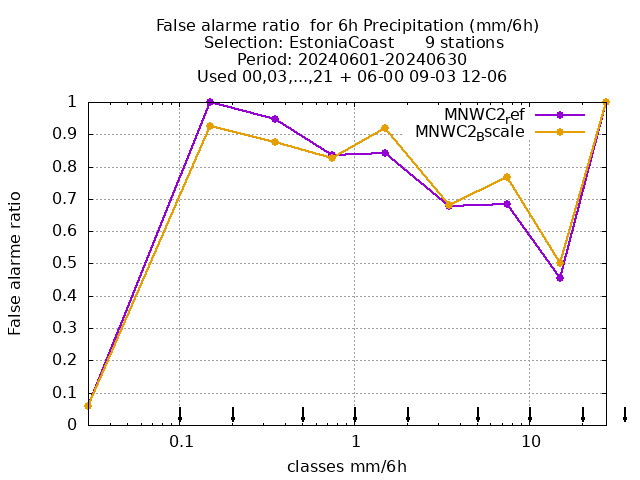 False alarme ratio  for 6h Precipitation (mm/6h)
Selection: EstoniaCoast      9 stations
Period: 20240601-20240630
Used 00,03,...,21 + 06-00 09-03 12-06
False alarme ratio
1
0.9
0.8
0.7
0.6
0.5
0.4
0.3
0.2
0.1
0
MNWC2_ref
MNWC2_Bscale
0.1
1
10
classes mm/6h